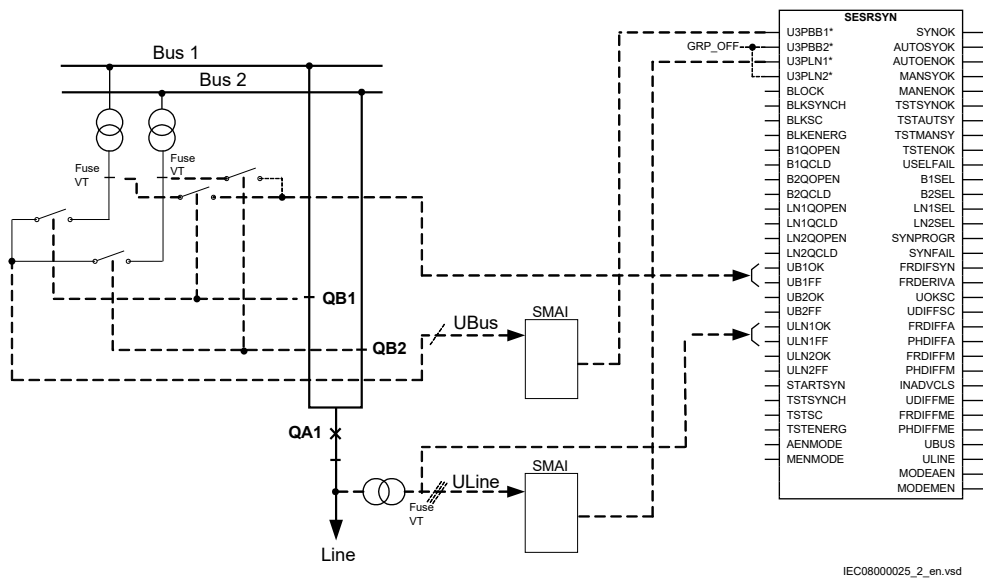 Bus 1
Bus 2
Fuse
VT
Fuse
VT
QB1
QB2
UBus
SMAI
QA1
ULine
Fuse
VT
SMAI
Line
GRP_OFF
SESRSYN
U3PBB1* SYNOK
U3PBB2* AUTOSYOK
U3PLN1* AUTOENOK
U3PLN2* MANSYOK
BLOCK MANENOK
BLKSYNCH TSTSYNOK
BLKSC TSTAUTSY
BLKENERG TSTMANSY
B1QOPEN TSTENOK
B1QCLD USELFAIL
B2QOPEN B1SEL
B2QCLD B2SEL
LN1QOPEN LN1SEL
LN1QCLD LN2SEL
LN2QOPEN SYNPROGR
LN2QCLD SYNFAIL
UB1OK FRDIFSYN
UB1FF FRDERIVA
UB2OK UOKSC
UB2FF UDIFFSC
ULN1OK FRDIFFA
ULN1FF PHDIFFA
ULN2OK FRDIFFM
ULN2FF PHDIFFM
STARTSYN INADVCLS
TSTSYNCH UDIFFME
TSTSC FRDIFFME
TSTENERG PHDIFFME
AENMODE UBUS
MENMODE ULINE
MODEAEN
MODEMEN
IEC08000025_2_en.vsd